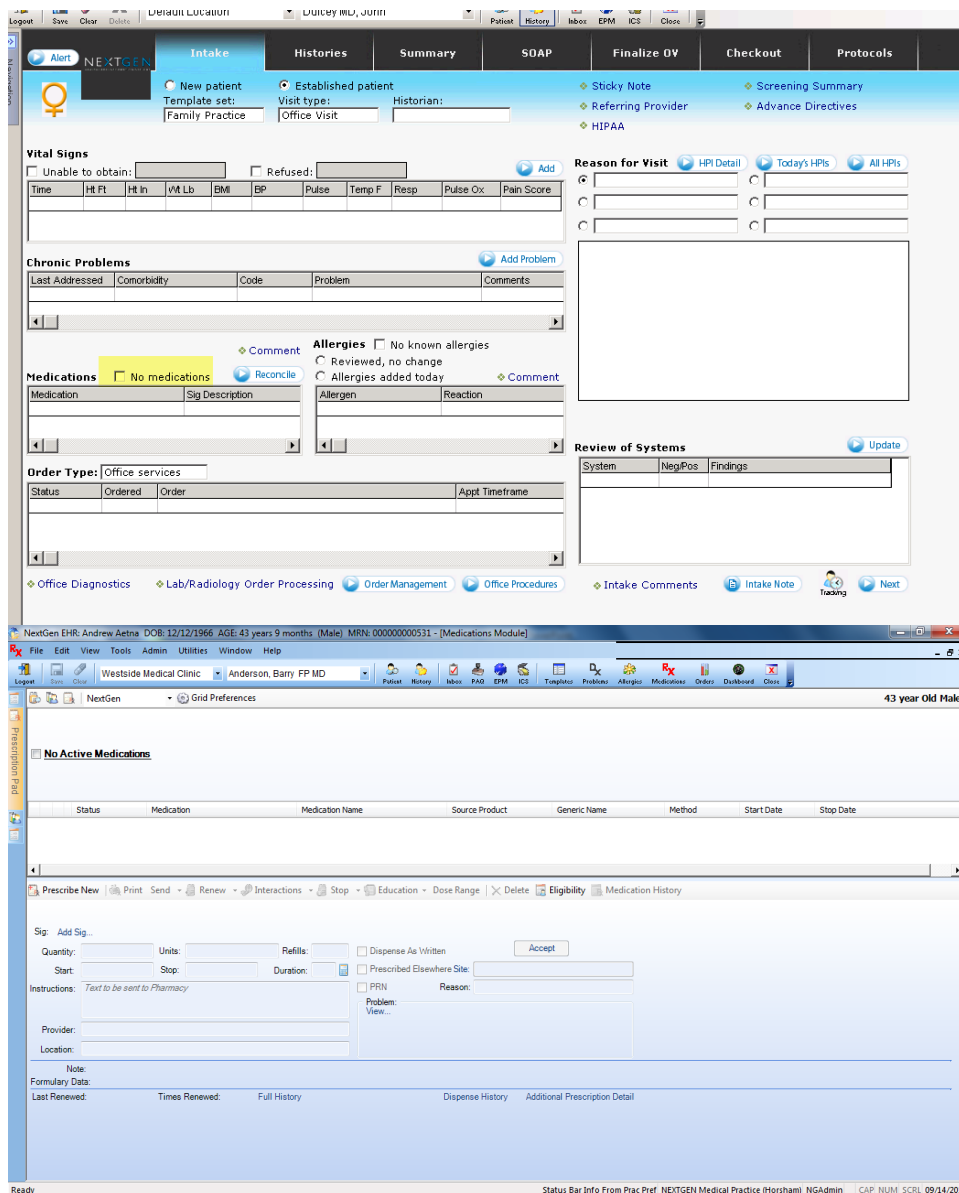 Default Location Dulcey MD, John
Logout Save Clear Delete Patient History Inbox EPM ICS Close
Alert NEXTGEN Intake Histories Summary SOAP Finalize OV Checkout Protocols
Navigation
New patient Established patient Sticky Note Screening Summary
Template set: Visit type: Historian: Referring Provider Advance Directives
Family Practice Office Visit
HIPAA
Vital Signs
Unable to obtain: Refused: Add
Time Ht Ft Ht In Wt Lb BMI BP Pulse Temp F Resp Pulse Ox Pain Score
Reason for Visit HPI Detail Today's HPIs All HPIs
Chronic Problems Add Problem
Last Addressed Comorbidity Code Problem Comments
Comment
Medications No medications Reconcile
Medication Sig Description
Allergies No known allergies
Reviewed, no change
Allergies added today Comment
Allergen Reaction
Review of Systems Update
System Neg/Pos Findings
Order Type: Office services
Status Ordered Order Appt Timeframe
Office Diagnostics Lab/Radiology Order Processing Order Management Office Procedures Intake Comments Intake Note Tracking Next
NextGen EHR: Andrew Aetna DOB: 12/12/1966 AGE: 43 years 9 months (Male) MRN: 000000000531 - [Medications Module]
File Edit View Tools Admin Utilities Window Help
Westside Medical Clinic Anderson, Barry FP MD
Logout Save Clear Patient History Inbox PAQ EPM ICS Templates Problems Allergies Medications Orders Dashboard Close
NextGen Grid Preferences 43 year Old Male
Prescription Pad
No Active Medications
Status Medication Medication Name Source Product Generic Name Method Start Date Stop Date
Prescribe New Print Send Renew Interactions Stop Education Dose Range Delete Eligibility Medication History
Sig: Add Sig...
Quantity: Units: Refills: Dispense As Written Accept
Start: Stop: Duration: Prescribed Elsewhere Site:
Instructions: Text to be sent to Pharmacy PRN Reason:
Problem:
View...
Provider:
Location:
Note:
Formulary Data:
Last Renewed: Times Renewed: Full History Dispense History Additional Prescription Detail
Ready Status Bar Info From Prac Pref NEXTGEN Medical Practice (Horsham) NGAdmin CAP NUM SCRL 09/14/20